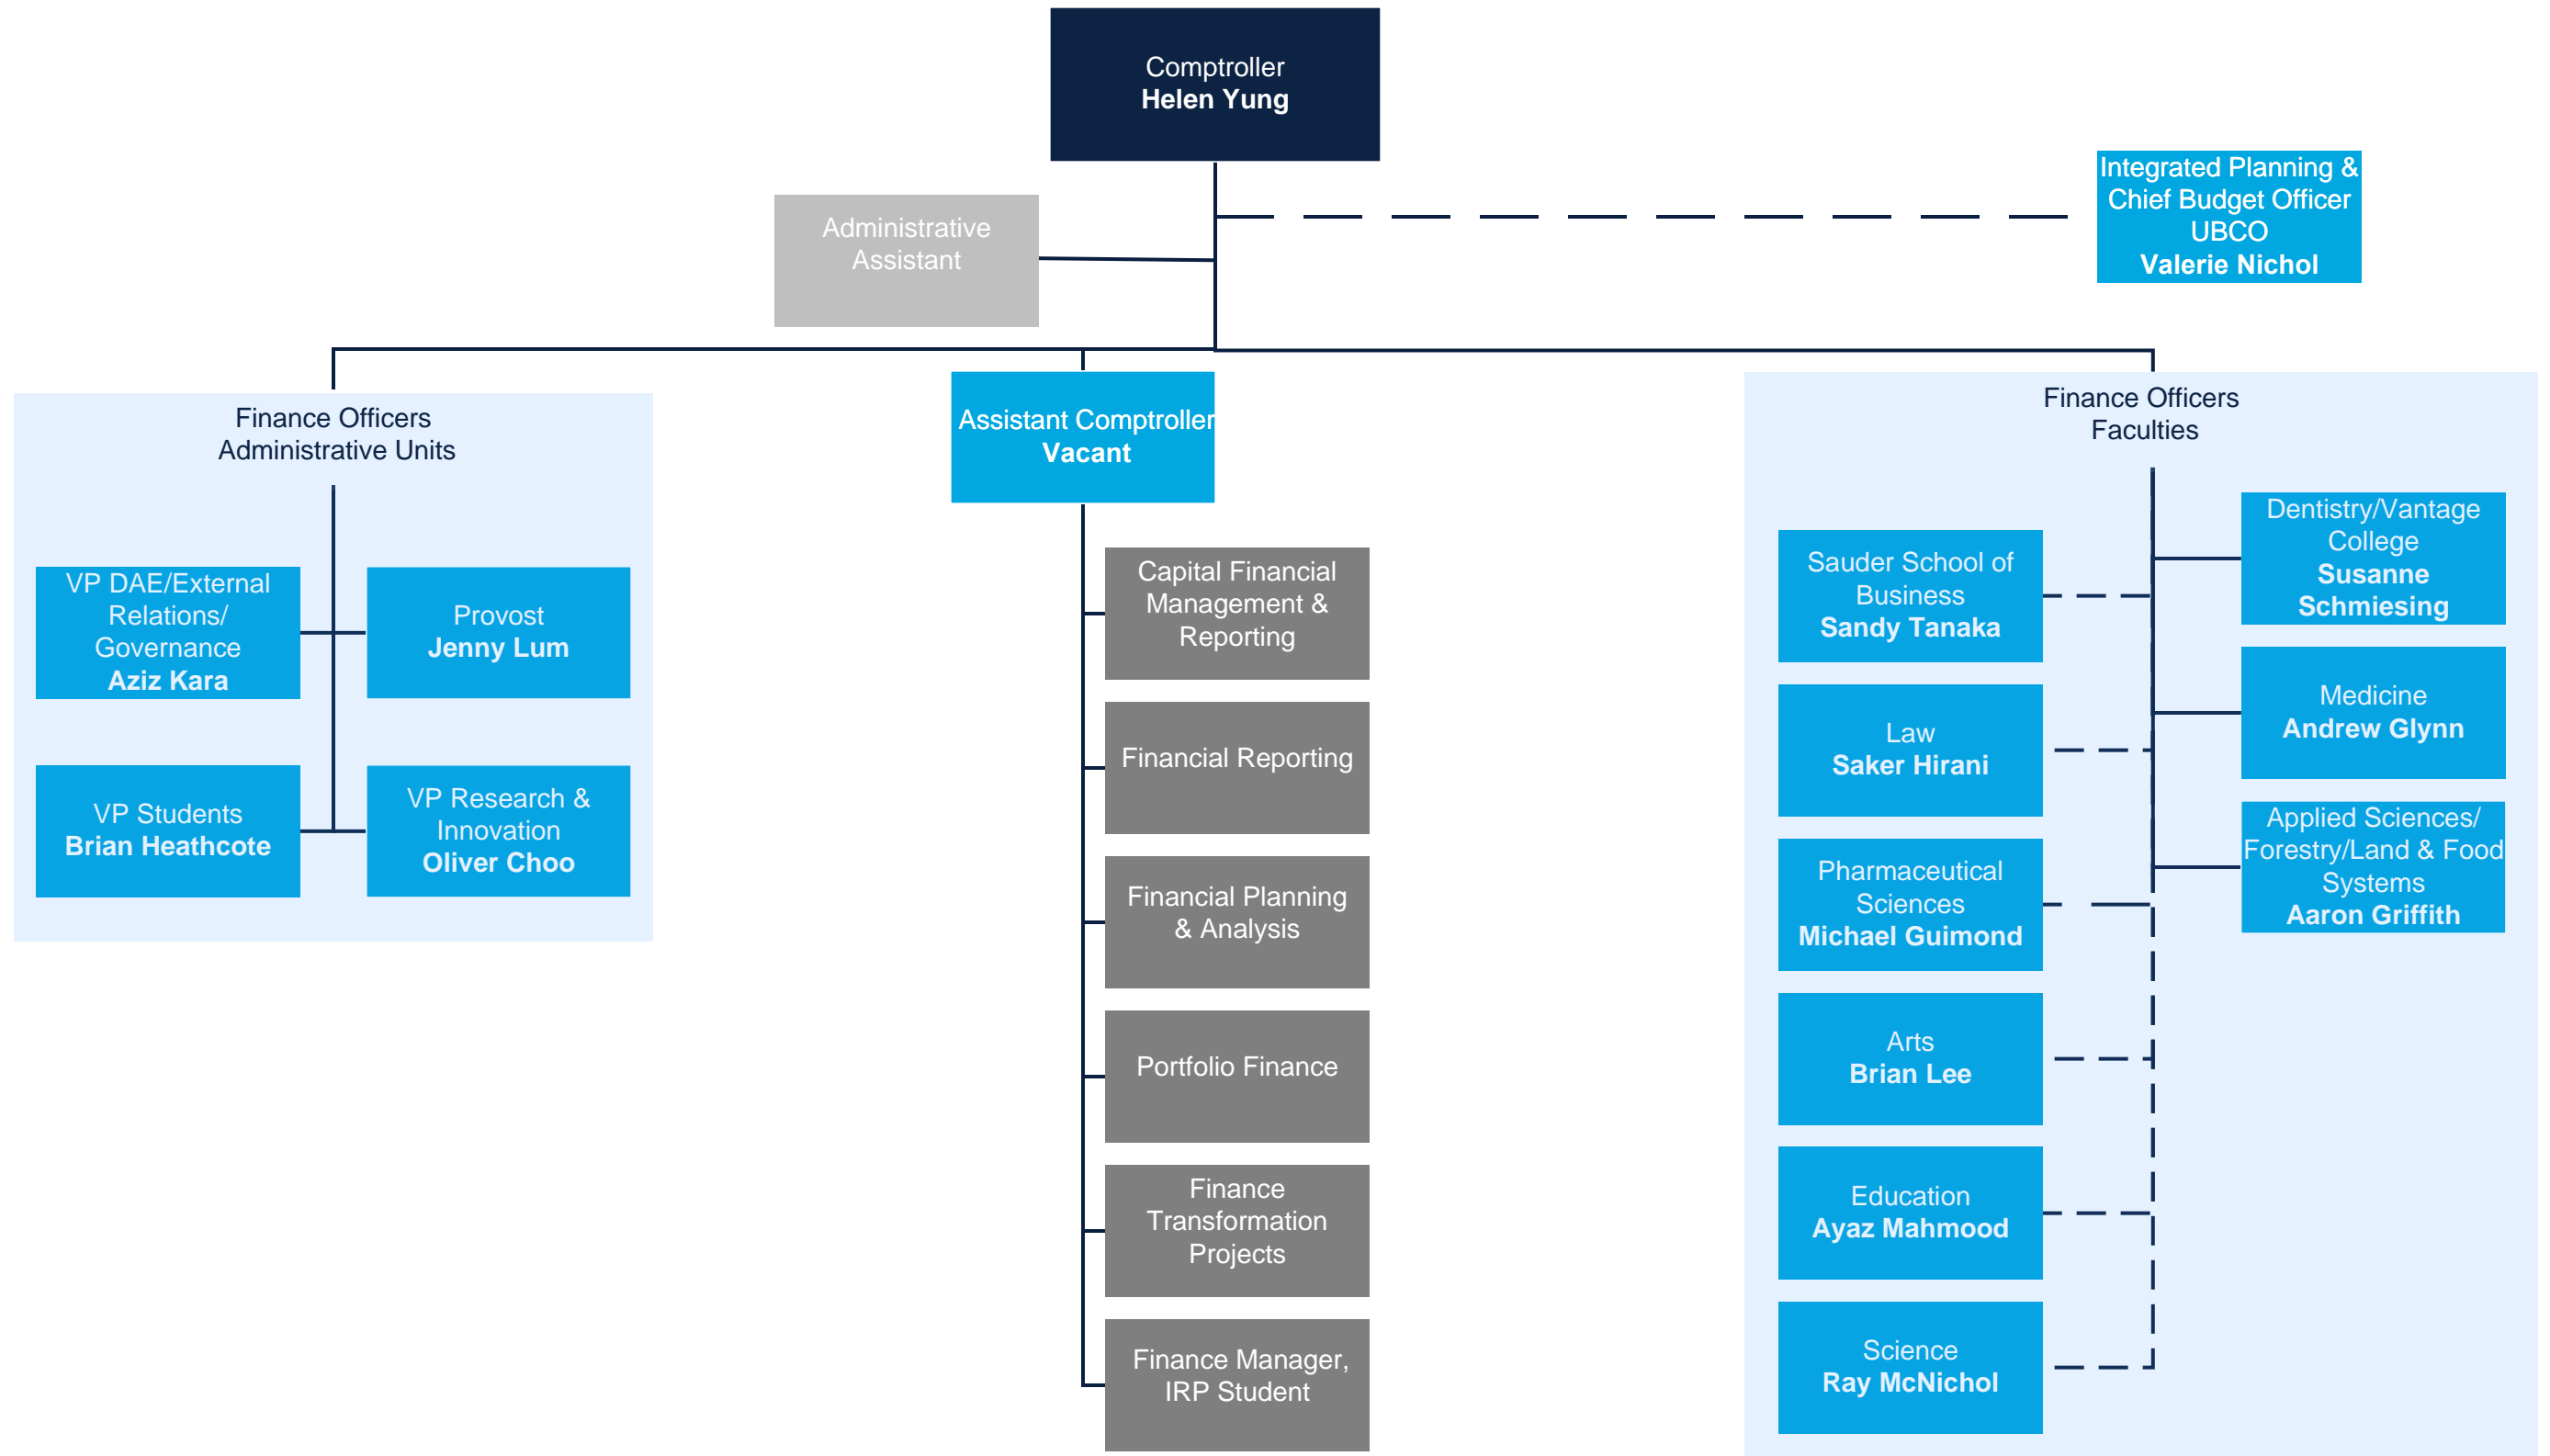 Comptroller
Helen Yung
Integrated Planning &
Chief Budget Officer
UBCO
Valerie Nichol
Administrative
Assistant
Finance Officers
Administrative Units
VP DAE/External
Relations/
Governance
Aziz Kara
Provost
Jenny Lum
VP Students
Brian Heathcote
VP Research &
Innovation
Oliver Choo
Assistant Comptroller
Vacant
Capital Financial
Management &
Reporting
Financial Reporting
Financial Planning
& Analysis
Portfolio Finance
Finance
Transformation
Projects
Finance Manager,
IRP Student
Finance Officers
Faculties
Sauder School of
Business
Sandy Tanaka
Law
Saker Hirani
Pharmaceutical
Sciences
Michael Guimond
Arts
Brian Lee
Education
Ayaz Mahmood
Science
Ray McNichol
Dentistry/Vantage
College
Susanne
Schmiesing
Medicine
Andrew Glynn
Applied Sciences/
Forestry/Land & Food
Systems
Aaron Griffith